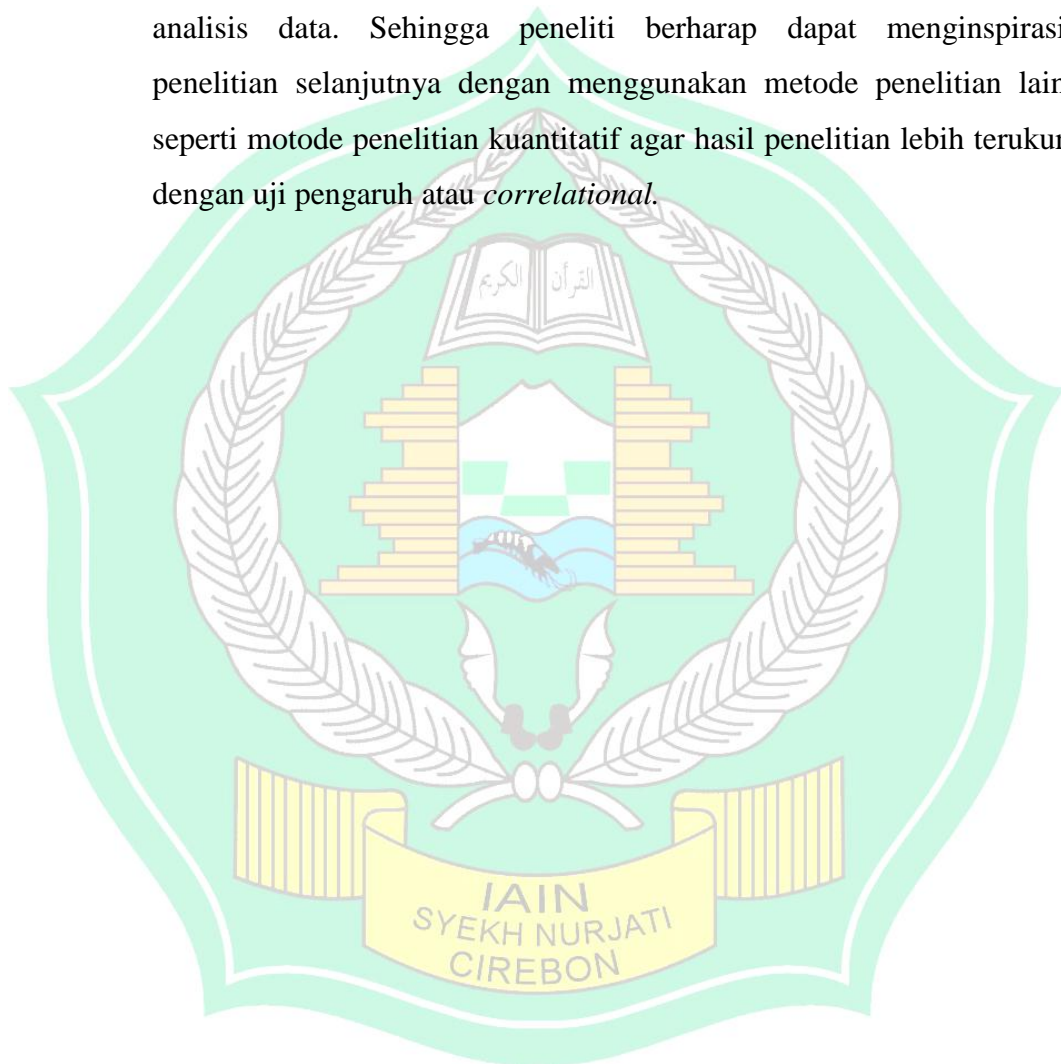 analisis data. Sehingga peneliti berharap dapat menginspirasi
penelitian selanjutnya dengan menggunakan metode penelitian lain
seperti motode penelitian kuantitatif agar hasil penelitian lebih terukur
dengan uji pengaruh atau correlational.
القرآن الكريم
IAIN
SYEKH NURJATI
CIREBON